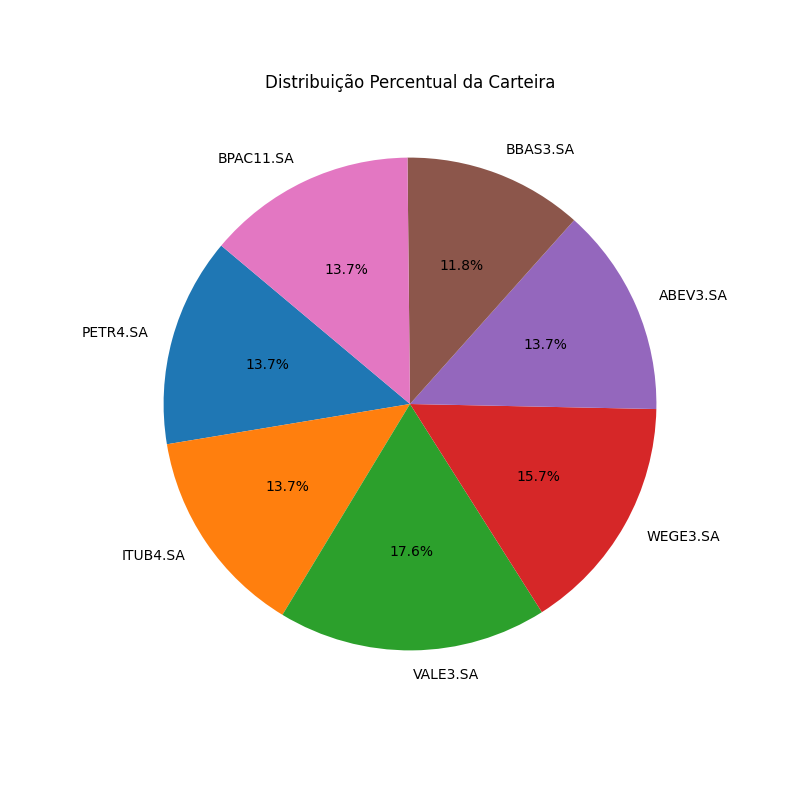 Distribuição Percentual da Carteira
BBAS3.SA
BPAC11.SA
11.8%
13.7%
ABEV3.SA
PETR4.SA
13.7%
13.7%
15.7%
13.7%
WEGE3.SA
ITUB4.SA
17.6%
VALE3.SA